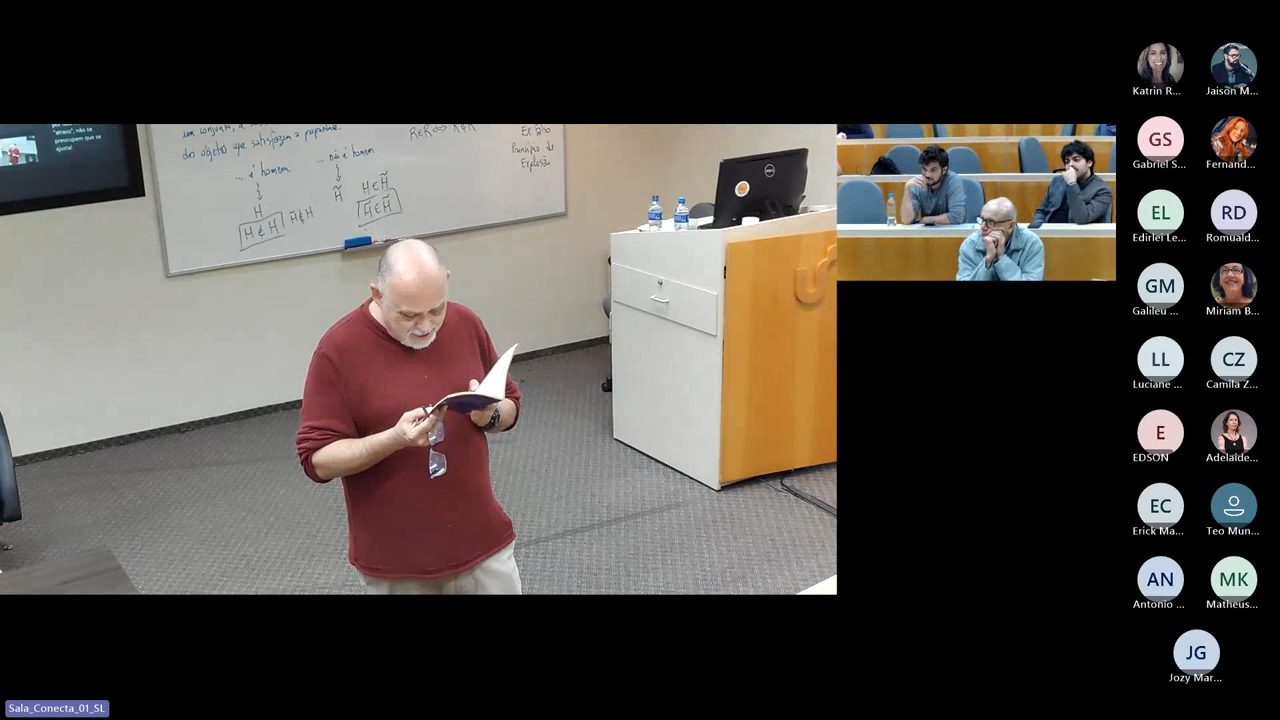 "atraso", não se
preocupem que se
ajusta!
um conjunto, a
dos objetos que satisfazem a propriedade.
... é homem
↓
H
H ∉ H
H̃ ∉ H
... não é homem
↓
H̃
H ∈ H̃
H̃ ∈ H̃
R∈R ⇔ R∉R
Ex falso
Princípio de
Explosão
DELL
Katrin R...
Jaison M...
GS
Gabriel S...
Fernand...
EL
Edirlei Le...
RD
Romuald...
GM
Galileu ...
Miriam B...
LL
Luciane ...
CZ
Camila Z...
E
EDSON
Adelaide...
EC
Erick Ma...
Teo Mun...
AN
Antonio ...
MK
Matheus...
JG
Jozy Mar...
Sala_Conecta_01_SL